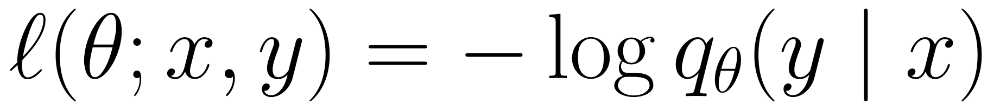 ℓ(θ; x, y) = − log q_θ(y | x)